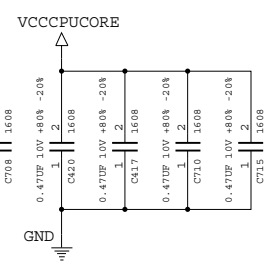 VCCCPUCORE
1608
C708
0.47UF 10V +80% -20%
1 2
1608
C420
0.47UF 10V +80% -20%
1 2
1608
C417
0.47UF 10V +80% -20%
1 2
1608
C710
0.47UF 10V +80% -20%
1 2
1608
C715
GND